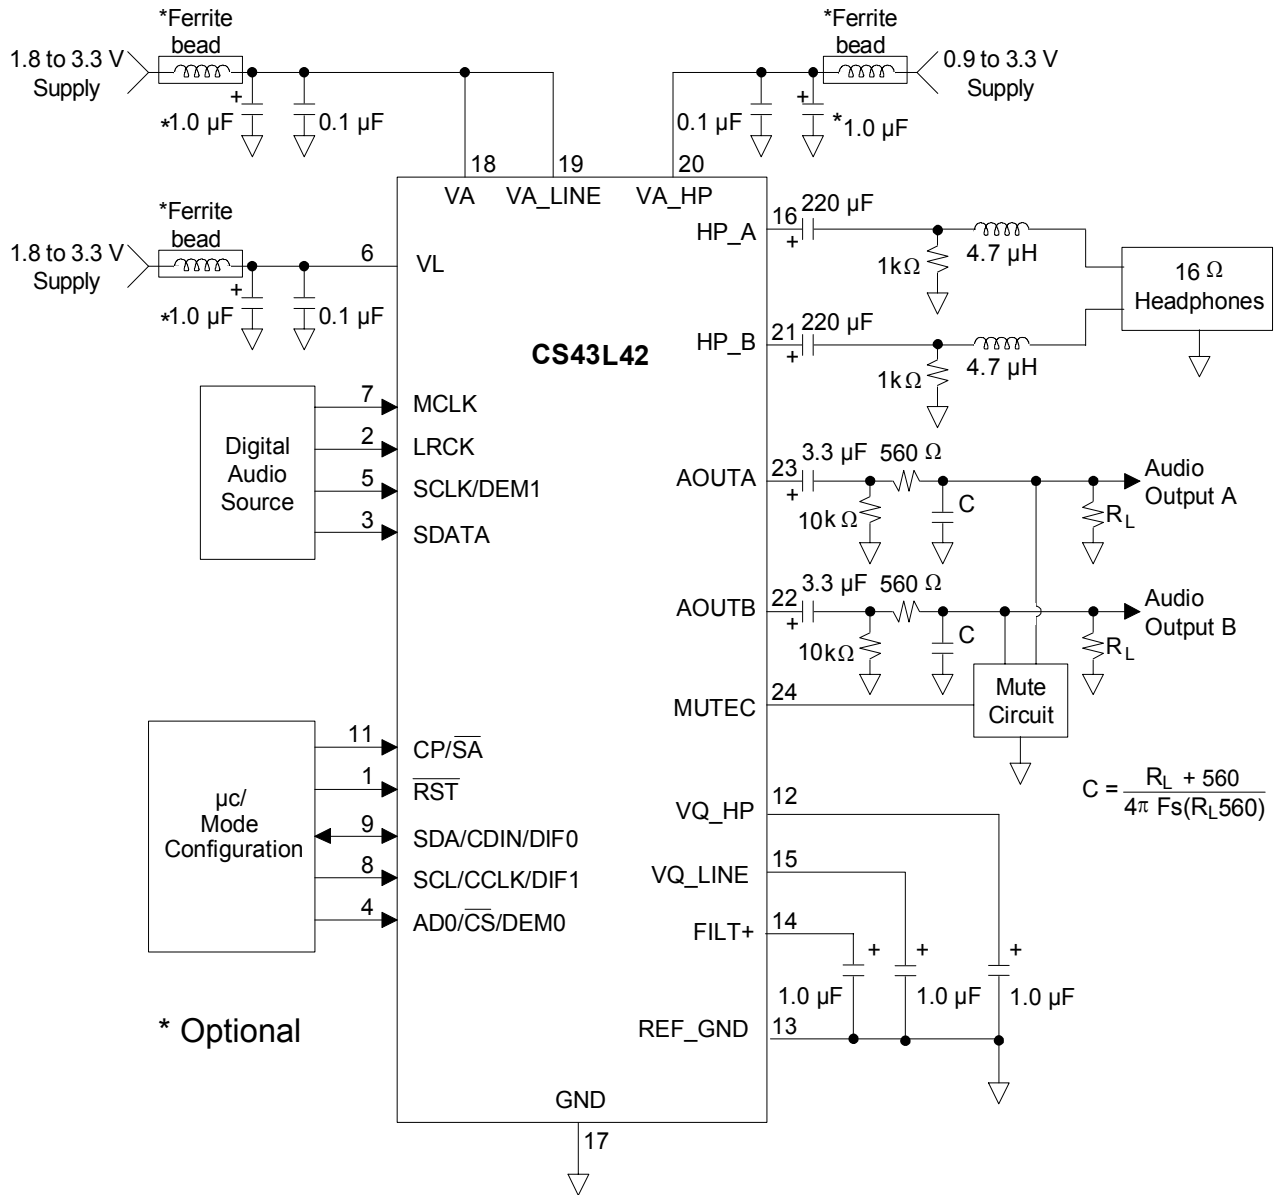 *Ferrite
bead
1.8 to 3.3 V
Supply
+
*1.0 µF
0.1 µF
*Ferrite
bead
0.9 to 3.3 V
Supply
0.1 µF
+
*1.0 µF
18
19
20
VA
VA_LINE
VA_HP
*Ferrite
bead
1.8 to 3.3 V
Supply
+
*1.0 µF
0.1 µF
6
VL
HP_A
16
220 µF
+
1kΩ
4.7 µH
16 Ω
Headphones
HP_B
21
220 µF
+
1kΩ
4.7 µH
CS43L42
Digital
Audio
Source
7
MCLK
2
LRCK
5
SCLK/DEM1
3
SDATA
AOUTA
23
3.3 µF
560 Ω
+
10kΩ
C
RL
Audio
Output A
AOUTB
22
3.3 µF
560 Ω
+
10kΩ
C
RL
Audio
Output B
MUTEC
24
Mute
Circuit
µc/
Mode
Configuration
11
CP/S̅A̅
1
R̅S̅T̅
9
SDA/CDIN/DIF0
8
SCL/CCLK/DIF1
4
AD0/C̅S̅/DEM0
C = RL + 560
4π Fs(RL560)
VQ_HP
12
VQ_LINE
15
FILT+
14
+
+
+
1.0 µF
1.0 µF
1.0 µF
REF_GND
13
* Optional
GND
17